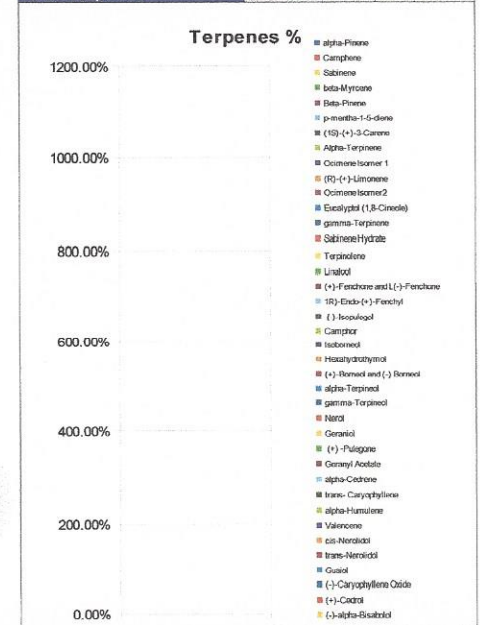 Terpenes %
1200.00%
1000.00%
800.00%
600.00%
400.00%
200.00%
0.00%
alpha-Pinene
Camphene
Sabinene
beta-Myrcene
Beta-Pinene
p-mentha-1-5-diene
(1S)-(+)-3-Carene
Alpha-Terpinene
Ocimene Isomer 1
(R)-(+)-Limonene
Ocimene Isomer2
Eucalyptol (1,8-Cineole)
gamma-Terpinene
Sabinene Hydrate
Terpinolene
Linalool
(+)-Fenchone and L(-)-Fenchone
1R)-Endo-(+)-Fenchyl
(-)-Isopulegol
Camphor
Isoborneol
Hexahydrothymol
(+)-Borneol and (-) Borneol
alpha-Terpineol
gamma-Terpineol
Nerol
Geraniol
(+) -Pulegone
Geranyl Acetate
alpha-Cedrene
trans- Caryophyllene
alpha-Humulene
Valencene
cis-Nerolidol
trans-Nerolidol
Guaiol
(-)-Caryophyllene Oxide
(+)-Cedrol
(-)-alpha-Bisabolol